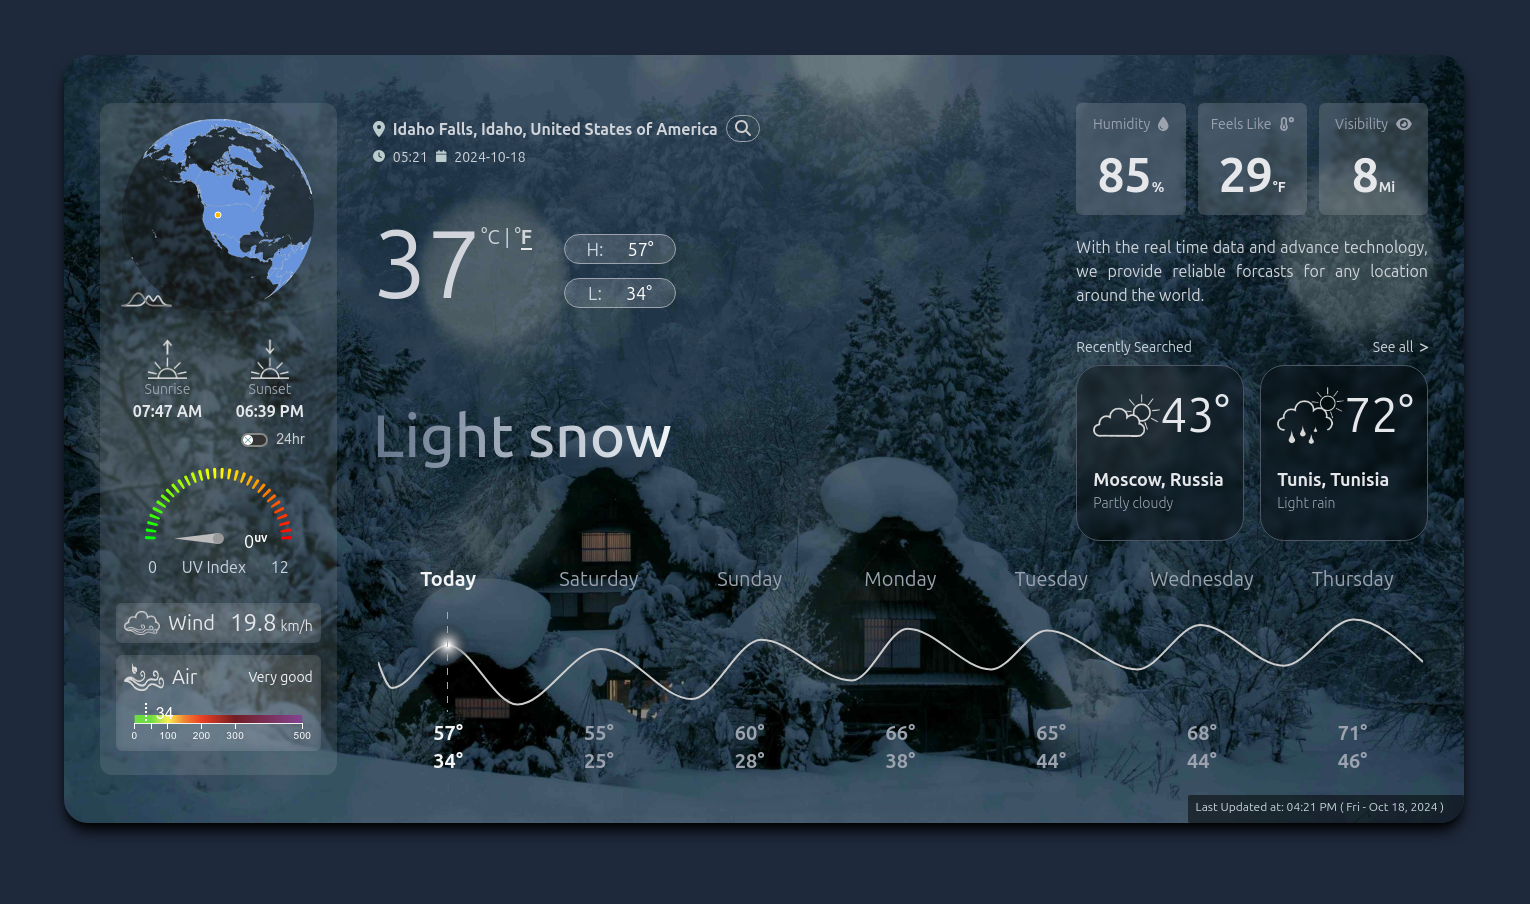 Idaho Falls, Idaho, United States of America
05:21 2024-10-18
37 °C | °F
H: 57°
L: 34°
Light snow
Sunrise
07:47 AM
Sunset
06:39 PM
24hr
0uv
0 UV Index 12
Wind 19.8 km/h
Air Very good
34
0 100 200 300 500
Humidity
85%
Feels Like
29°F
Visibility
8Mi
With the real time data and advance technology,
we provide reliable forcasts for any location
around the world.
Recently Searched See all >
43°
Moscow, Russia
Partly cloudy
72°
Tunis, Tunisia
Light rain
Today Saturday Sunday Monday Tuesday Wednesday Thursday
57° 55° 60° 66° 65° 68° 71°
34° 25° 28° 38° 44° 44° 46°
Last Updated at: 04:21 PM ( Fri - Oct 18, 2024 )